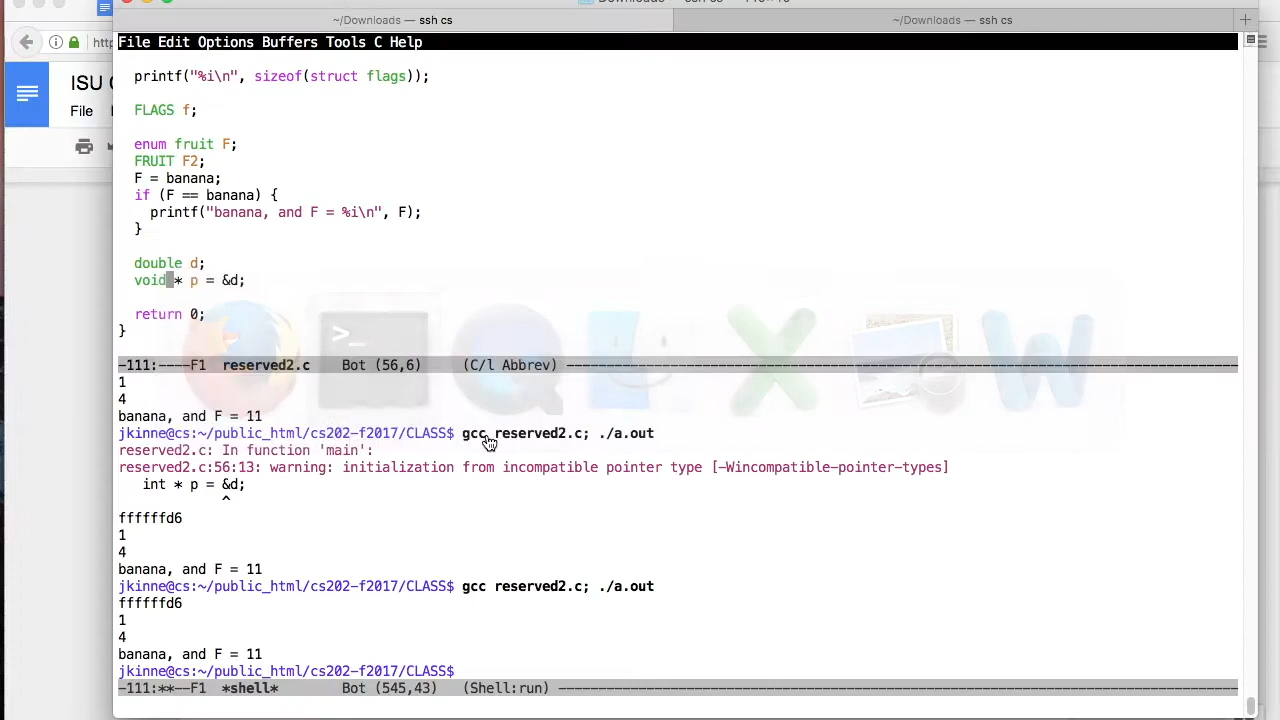 ~/Downloads — ssh cs
~/Downloads — ssh cs
File Edit Options Buffers Tools C Help
http
ISU
File
printf("%i\n", sizeof(struct flags));
FLAGS f;
enum fruit F;
FRUIT F2;
F = banana;
if (F == banana) {
printf("banana, and F = %i\n", F);
}
double d;
void * p = &d;
return 0;
}
-111:----F1 reserved2.c Bot (56,6) (C/l Abbrev)
1
4
banana, and F = 11
jkinne@cs:~/public_html/cs202-f2017/CLASS$ gcc reserved2.c; ./a.out
reserved2.c: In function 'main':
reserved2.c:56:13: warning: initialization from incompatible pointer type [-Wincompatible-pointer-types]
int * p = &d;
^
ffffffd6
1
4
banana, and F = 11
jkinne@cs:~/public_html/cs202-f2017/CLASS$ gcc reserved2.c; ./a.out
ffffffd6
1
4
banana, and F = 11
jkinne@cs:~/public_html/cs202-f2017/CLASS$
-111:**--F1 *shell* Bot (545,43) (Shell:run)